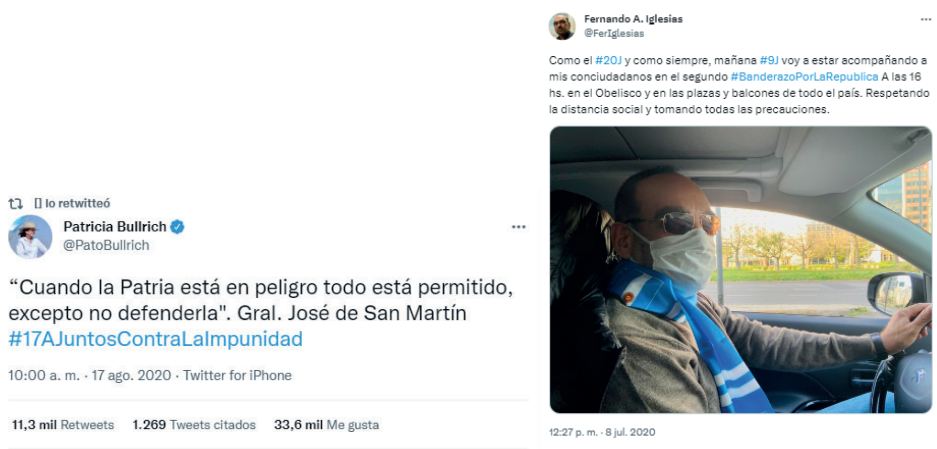 [] lo retwitteó
Patricia Bullrich
@PatoBullrich
“Cuando la Patria está en peligro todo está permitido,
excepto no defenderla". Gral. José de San Martín
#17AJuntosContraLaImpunidad
10:00 a. m. · 17 ago. 2020 · Twitter for iPhone
11,3 mil Retweets 1.269 Tweets citados 33,6 mil Me gusta
Fernando A. Iglesias
@FerIglesias
Como el #20J y como siempre, mañana #9J voy a estar acompañando a
mis conciudadanos en el segundo #BanderazoPorLaRepublica A las 16
hs. en el Obelisco y en las plazas y balcones de todo el país. Respetando
la distancia social y tomando todas las precauciones.
12:27 p. m. · 8 jul. 2020